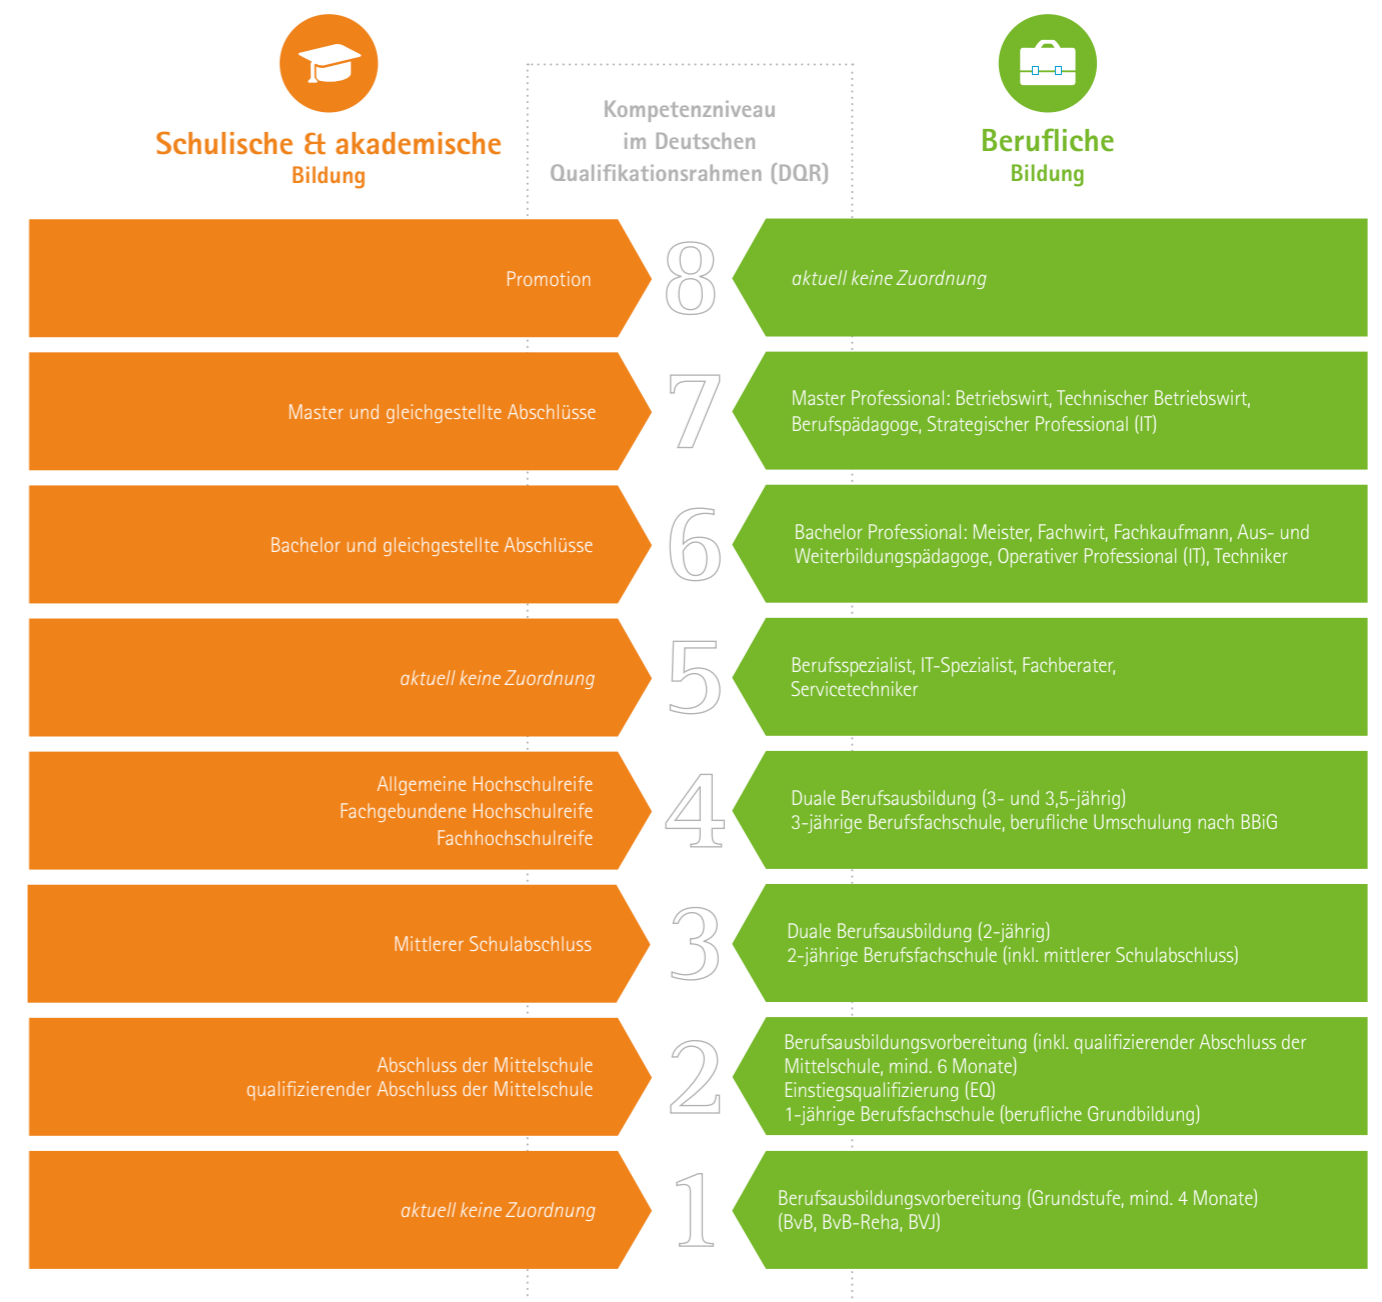 Schulische & akademische
Bildung
Kompetenzniveau
im Deutschen
Qualifikationsrahmen (DQR)
Berufliche
Bildung
Promotion
8
aktuell keine Zuordnung
Master und gleichgestellte Abschlüsse
7
Master Professional: Betriebswirt, Technischer Betriebswirt,
Berufspädagoge, Strategischer Professional (IT)
Bachelor und gleichgestellte Abschlüsse
6
Bachelor Professional: Meister, Fachwirt, Fachkaufmann, Aus- und
Weiterbildungspädagoge, Operativer Professional (IT), Techniker
aktuell keine Zuordnung
5
Berufsspezialist, IT-Spezialist, Fachberater,
Servicetechniker
Allgemeine Hochschulreife
Fachgebundene Hochschulreife
Fachhochschulreife
4
Duale Berufsausbildung (3- und 3,5-jährig)
3-jährige Berufsfachschule, berufliche Umschulung nach BBiG
Mittlerer Schulabschluss
3
Duale Berufsausbildung (2-jährig)
2-jährige Berufsfachschule (inkl. mittlerer Schulabschluss)
Abschluss der Mittelschule
qualifizierender Abschluss der Mittelschule
2
Berufsausbildungsvorbereitung (inkl. qualifizierender Abschluss der
Mittelschule, mind. 6 Monate)
Einstiegsqualifizierung (EQ)
1-jährige Berufsfachschule (berufliche Grundbildung)
aktuell keine Zuordnung
1
Berufsausbildungsvorbereitung (Grundstufe, mind. 4 Monate)
(BvB, BvB-Reha, BVJ)